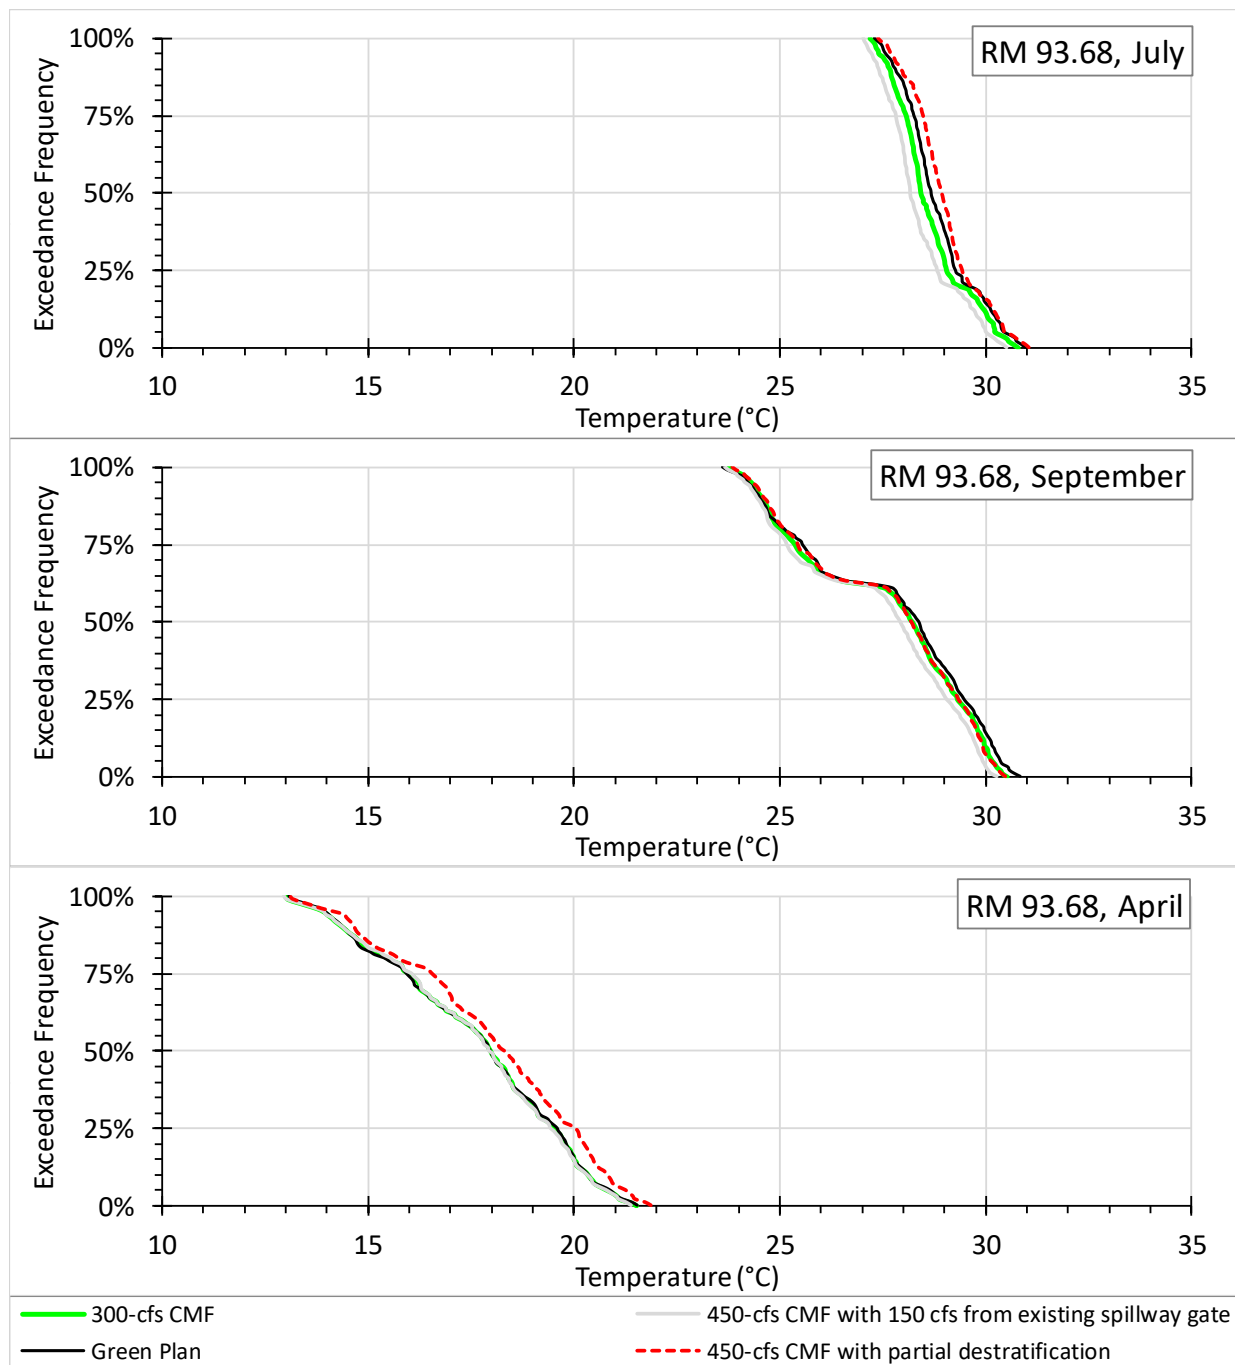 RM 93.68, July
Exceedance Frequency
100%
75%
50%
25%
0%
10 15 20 25 30 35
Temperature (°C)
RM 93.68, September
Exceedance Frequency
100%
75%
50%
25%
0%
10 15 20 25 30 35
Temperature (°C)
RM 93.68, April
Exceedance Frequency
100%
75%
50%
25%
0%
10 15 20 25 30 35
Temperature (°C)
300-cfs CMF
450-cfs CMF with 150 cfs from existing spillway gate
Green Plan
450-cfs CMF with partial destratification